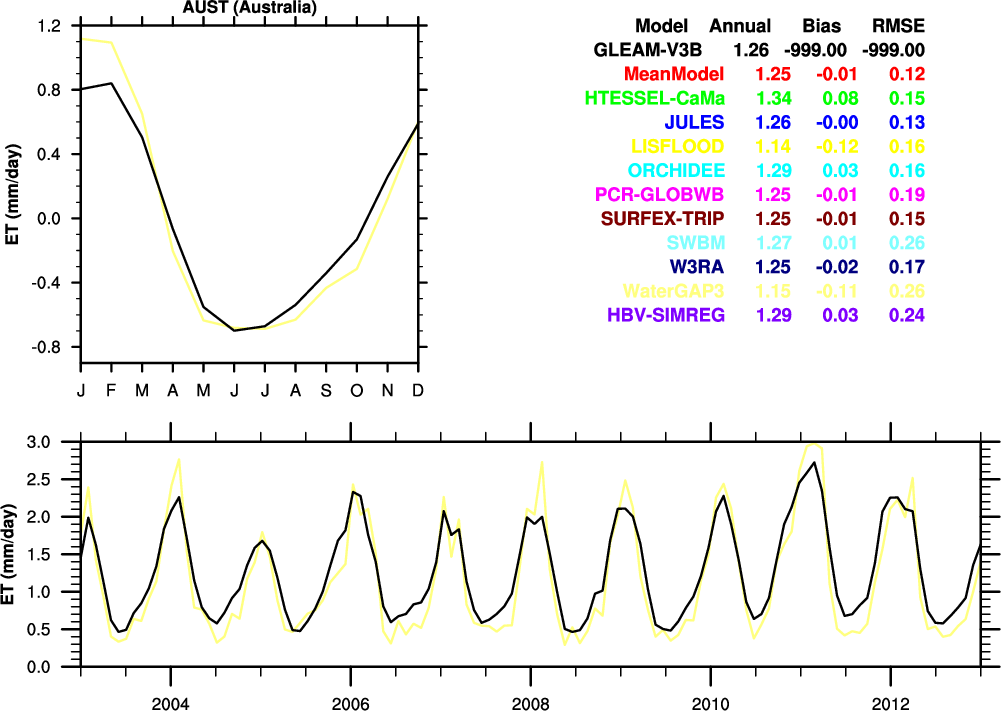 AUST (Australia)
Model Annual Bias RMSE
GLEAM-V3B 1.26 -999.00 -999.00
MeanModel 1.25 -0.01 0.12
HTESSEL-CaMa 1.34 0.08 0.15
JULES 1.26 -0.00 0.13
LISFLOOD 1.14 -0.12 0.16
ORCHIDEE 1.29 0.03 0.16
PCR-GLOBWB 1.25 -0.01 0.19
SURFEX-TRIP 1.25 -0.01 0.15
SWBM 1.27 0.01 0.26
W3RA 1.25 -0.02 0.17
WaterGAP3 1.15 -0.11 0.26
HBV-SIMREG 1.29 0.03 0.24
ET (mm/day)
1.2
0.8
0.4
0.0
-0.4
-0.8
J F M A M J J A S O N D
ET (mm/day)
3.0
2.5
2.0
1.5
1.0
0.5
0.0
2004 2006 2008 2010 2012